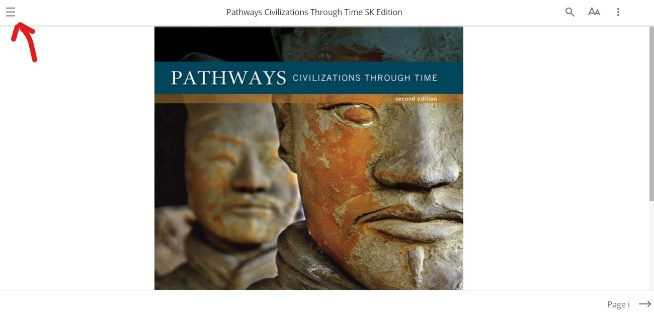 Pathways Civilizations Through Time SK Edition
AA
PATHWAYS CIVILIZATIONS THROUGH TIME
second edition
Page i